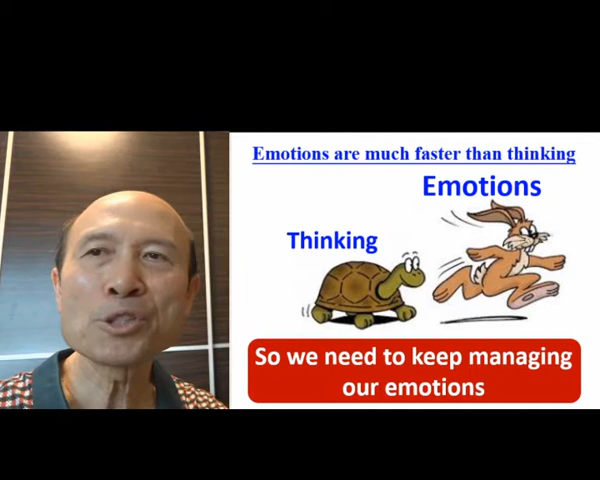 Emotions are much faster than thinking
Emotions
Thinking
So we need to keep managing
our emotions